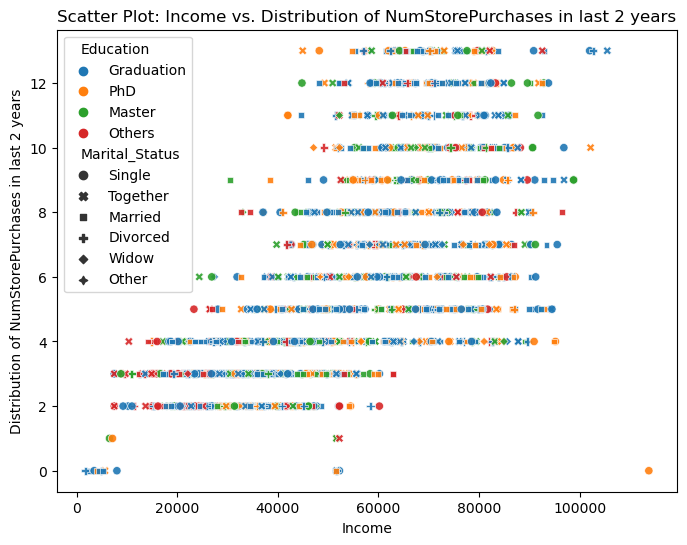 Scatter Plot: Income vs. Distribution of NumStorePurchases in last 2 years
Education
Graduation
PhD
Master
Others
Marital_Status
Single
Together
Married
Divorced
Widow
Other
Distribution of NumStorePurchases in last 2 years
12
10
8
6
4
2
0
0 20000 40000 60000 80000 100000
Income